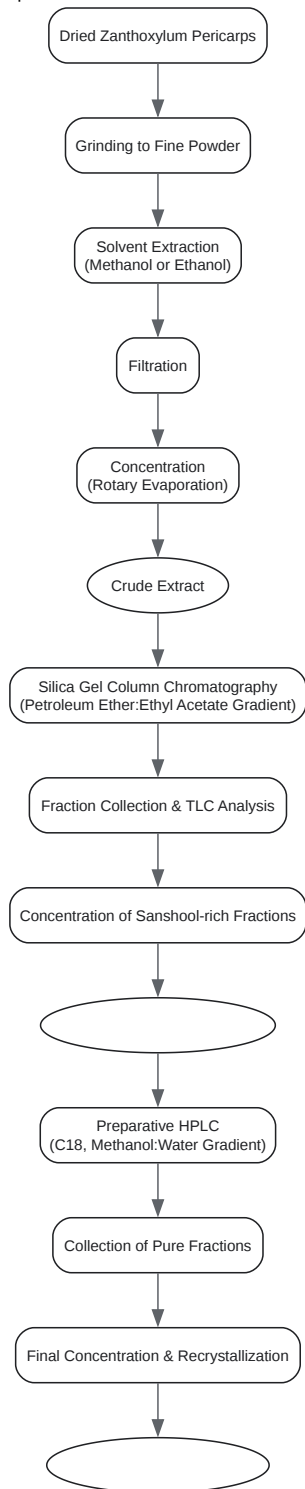 Dried Zanthoxylum Pericarps
Grinding to Fine Powder
Solvent Extraction
(Methanol or Ethanol)
Filtration
Concentration
(Rotary Evaporation)
Crude Extract
Silica Gel Column Chromatography
(Petroleum Ether:Ethyl Acetate Gradient)
Fraction Collection & TLC Analysis
Concentration of Sanshool-rich Fractions
Preparative HPLC
(C18, Methanol:Water Gradient)
Collection of Pure Fractions
Final Concentration & Recrystallization